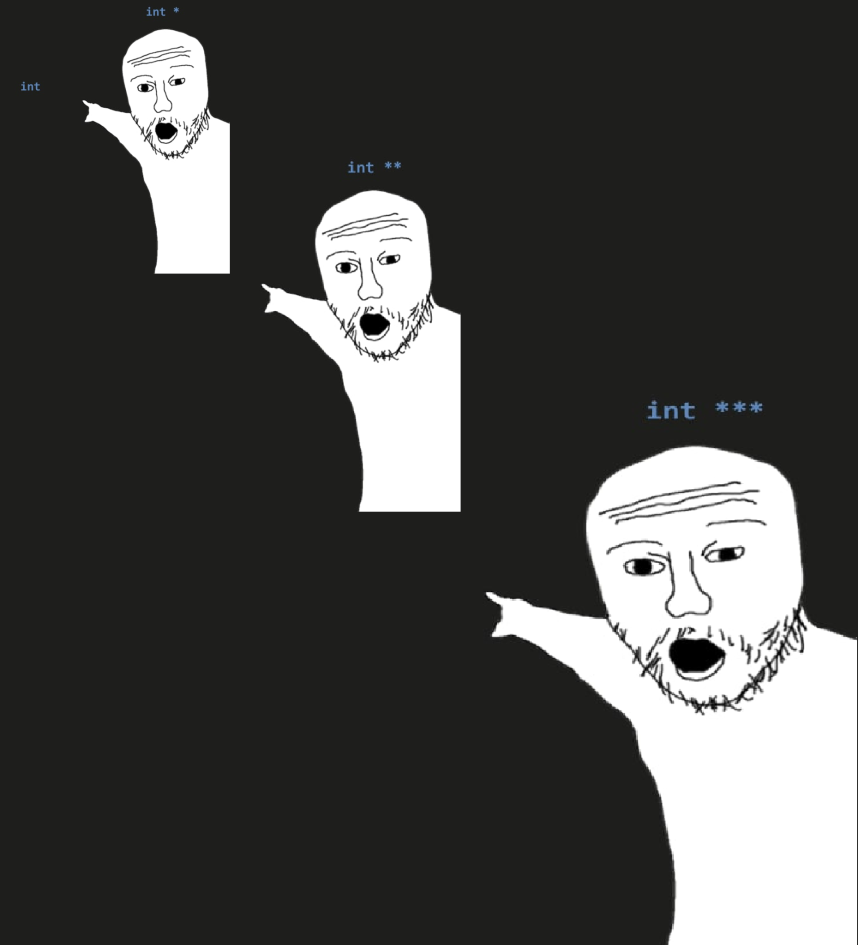 int *
int
int **
int ***